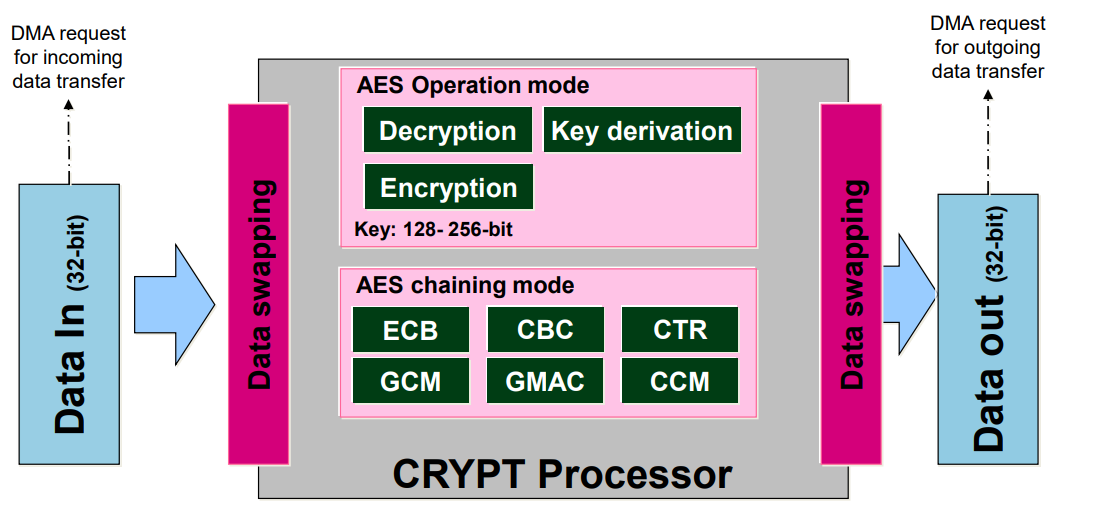 DMA request
for incoming
data transfer
DMA request
for outgoing
data transfer
Data In (32-bit)
Data swapping
AES Operation mode
Decryption
Key derivation
Encryption
Key: 128- 256-bit
AES chaining mode
ECB
CBC
CTR
GCM
GMAC
CCM
CRYPT Processor
Data swapping
Data out (32-bit)